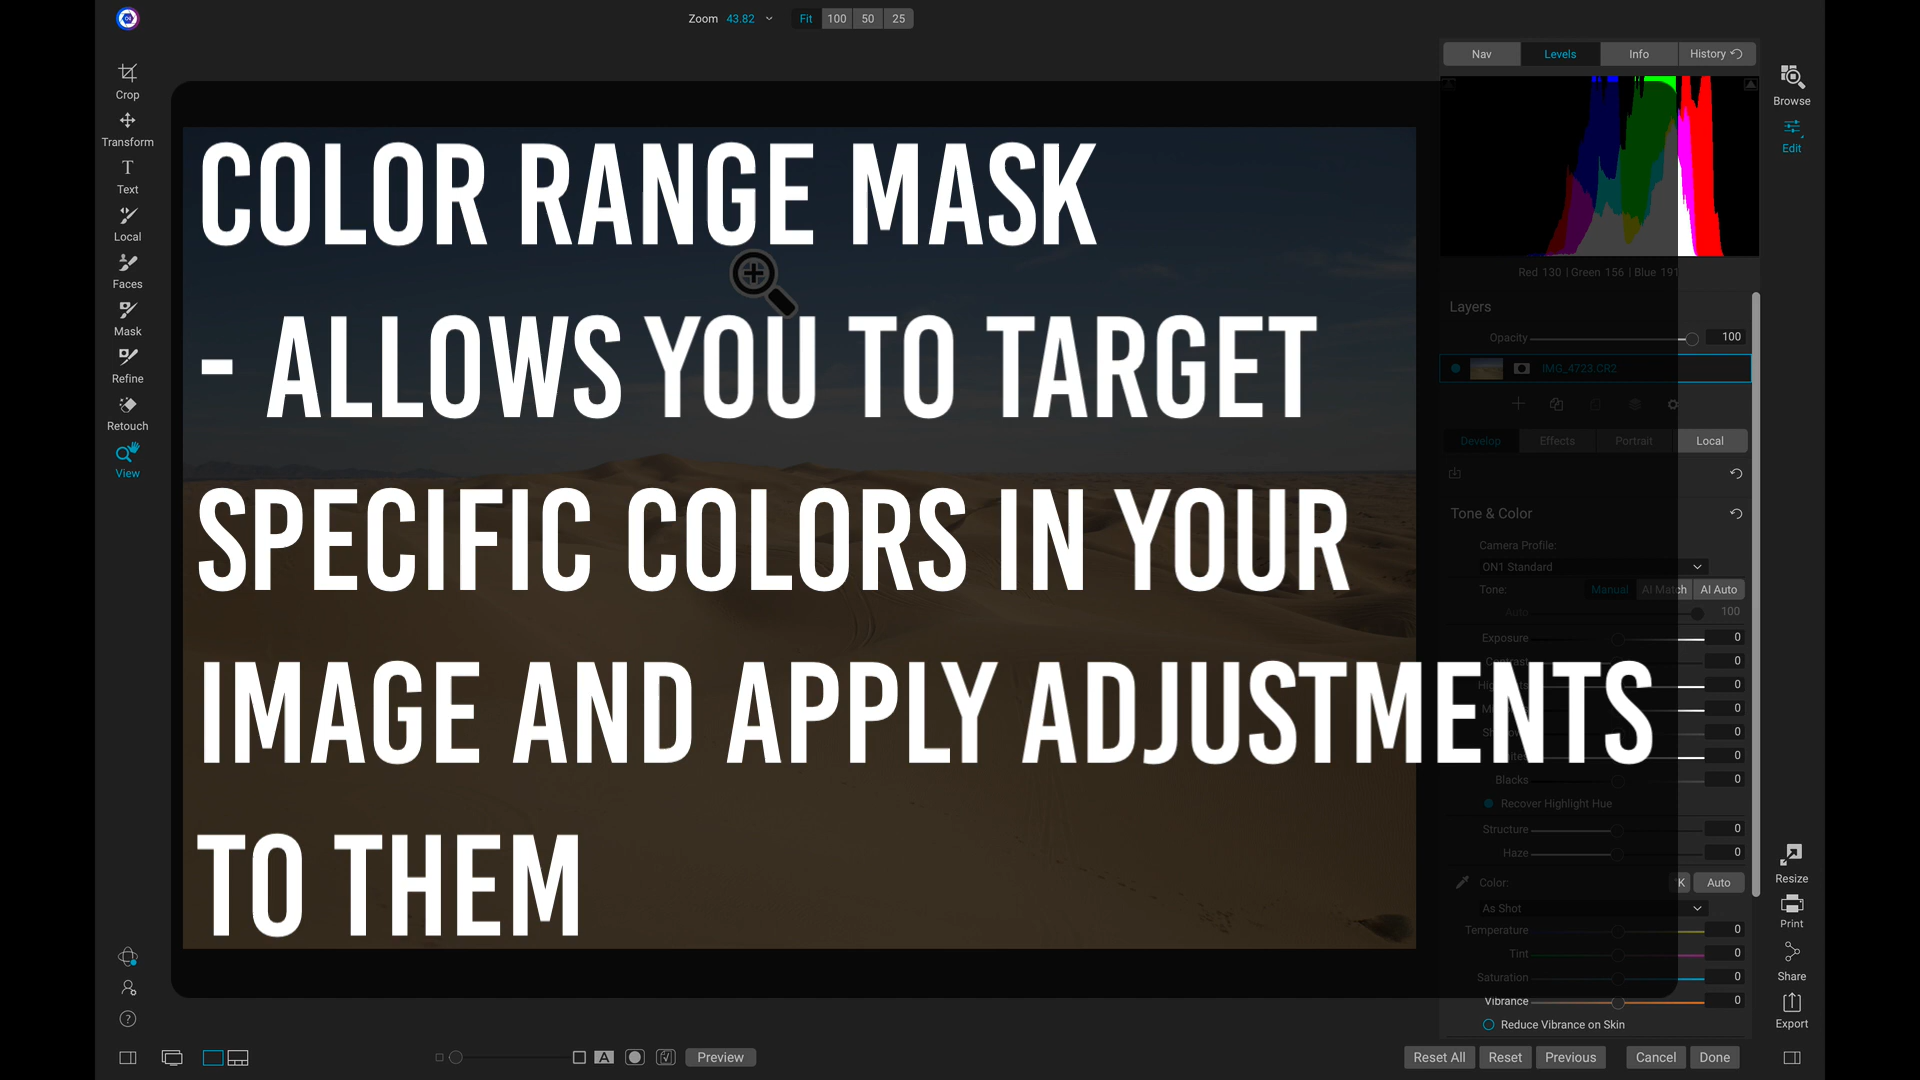 Zoom 43.82 Fit 100 50 25
Crop
Transform
Text
Local
Faces
Mask
Refine
Retouch
View
COLOR RANGE MASK
- ALLOWS YOU TO TARGET
SPECIFIC COLORS IN YOUR
IMAGE AND APPLY ADJUSTMENTS
TO THEM
Nav Levels Info History
Red 130 | Green 156 | Blue 191
Layers
Opacity 100
IMG_4723.CR2
Develop Effects Portrait Local
Tone & Color
Camera Profile:
ON1 Standard
Tone: Manual AI Match AI Auto
Auto 100
Exposure 0
0
0
0
0
0
Blacks 0
Recover Highlight Hue
Structure 0
Haze 0
Color: °K Auto
As Shot
Temperature 0
Tint 0
Saturation 0
Vibrance 0
Reduce Vibrance on Skin
Browse
Edit
Resize
Print
Share
Export
A Preview
Reset All Reset Previous Cancel Done